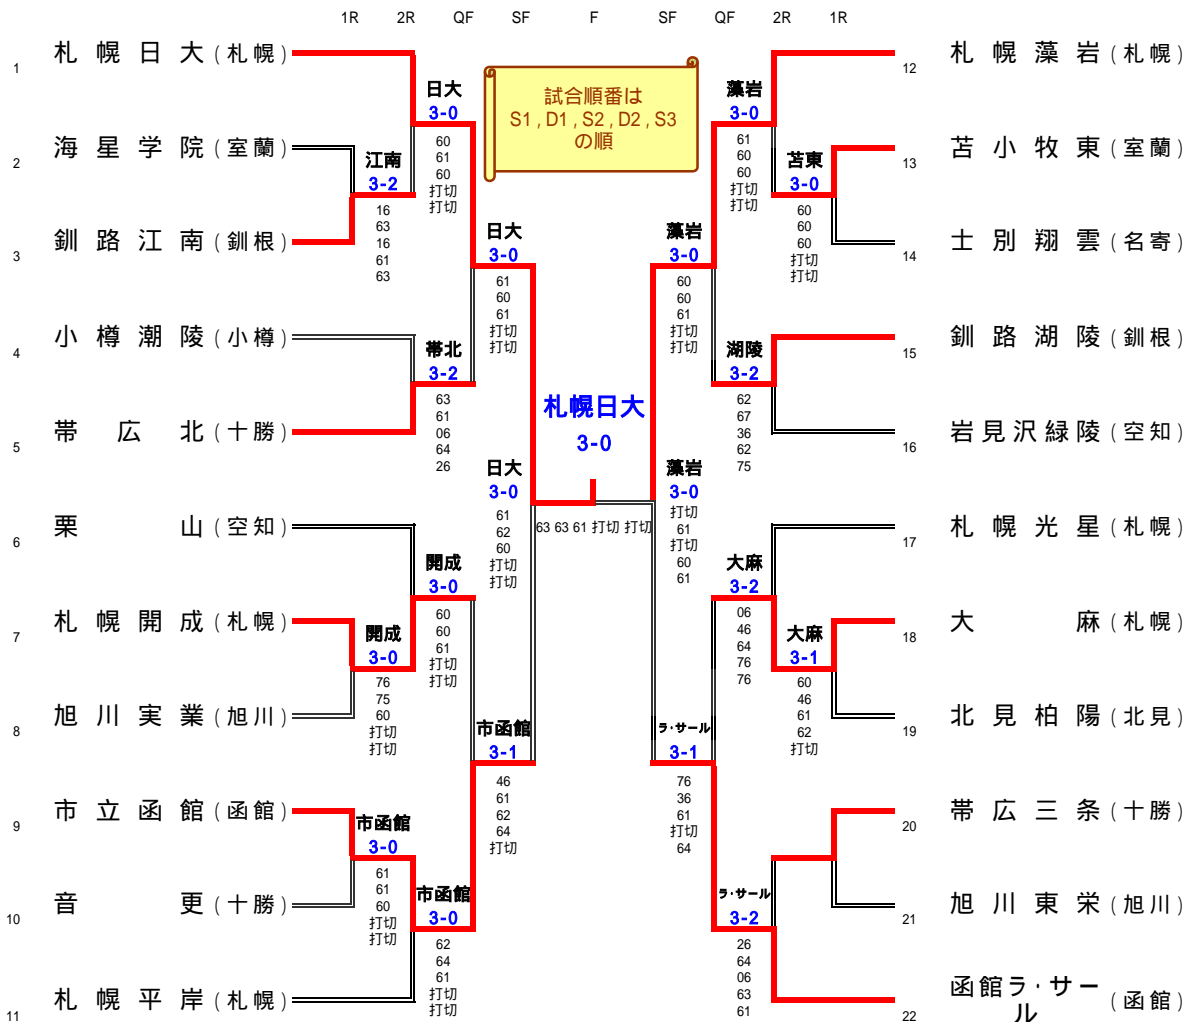 1R 2R QF SF F SF QF 2R 1R
試合順番は
S1 , D1 , S2 , D2 , S3
の順
1 札幌日大 (札幌)
2 海星学院 (室蘭)
3 釧路江南 (釧根)
4 小樽潮陵 (小樽)
5 帯広北 (十勝)
6 栗山 (空知)
7 札幌開成 (札幌)
8 旭川実業 (旭川)
9 市立函館 (函館)
10 音更 (十勝)
11 札幌平岸 (札幌)
江南
3-2
16
63
16
61
63
開成
3-0
76
75
60
打切
打切
市函館
3-0
61
61
60
打切
打切
日大
3-0
60
61
60
打切
打切
帯北
3-2
63
61
06
64
26
開成
3-0
60
60
61
打切
打切
市函館
3-0
62
64
61
打切
打切
日大
3-0
61
60
61
打切
打切
市函館
3-1
46
61
62
64
打切
日大
3-0
61
62
60
打切
打切
札幌日大
3-0
63 63 61 打切 打切
藻岩
3-0
打切
61
打切
60
61
藻岩
3-0
60
60
61
打切
打切
ラ・サール
3-1
76
36
61
打切
64
藻岩
3-0
61
60
60
打切
打切
湖陵
3-2
62
67
36
62
75
大麻
3-2
06
46
64
76
76
ラ・サール
3-2
26
64
06
63
61
苫東
3-0
60
60
60
打切
打切
大麻
3-1
60
46
61
62
打切
12 札幌藻岩 (札幌)
13 苫小牧東 (室蘭)
14 士別翔雲 (名寄)
15 釧路湖陵 (釧根)
16 岩見沢緑陵 (空知)
17 札幌光星 (札幌)
18 大麻 (札幌)
19 北見柏陽 (北見)
20 帯広三条 (十勝)
21 旭川東栄 (旭川)
22 函館ラ・サール (函館)